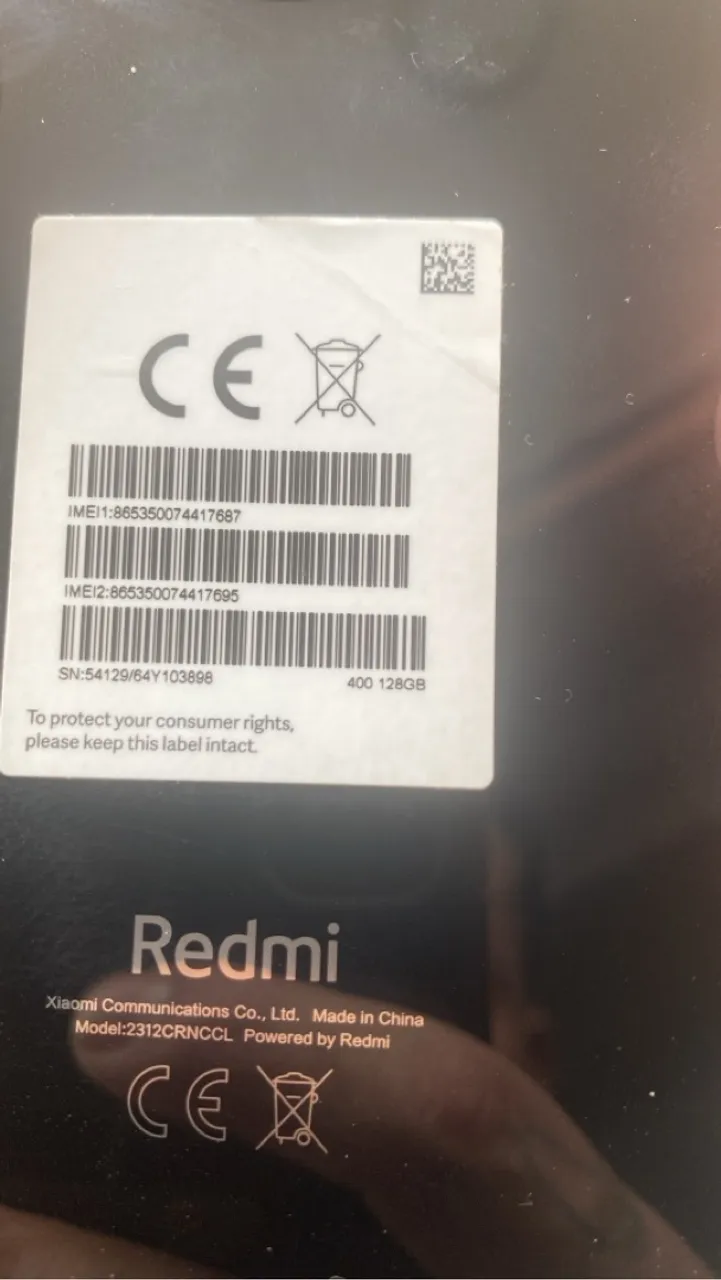 CE
IMEI1:865350074417687
IMEI2:865350074417695
SN:54129/64Y103898 400 128GB
To protect your consumer rights,
please keep this label intact.
Redmi
Xiaomi Communications Co., Ltd. Made in China
Model:2312CRNCCL Powered by Redmi
CE